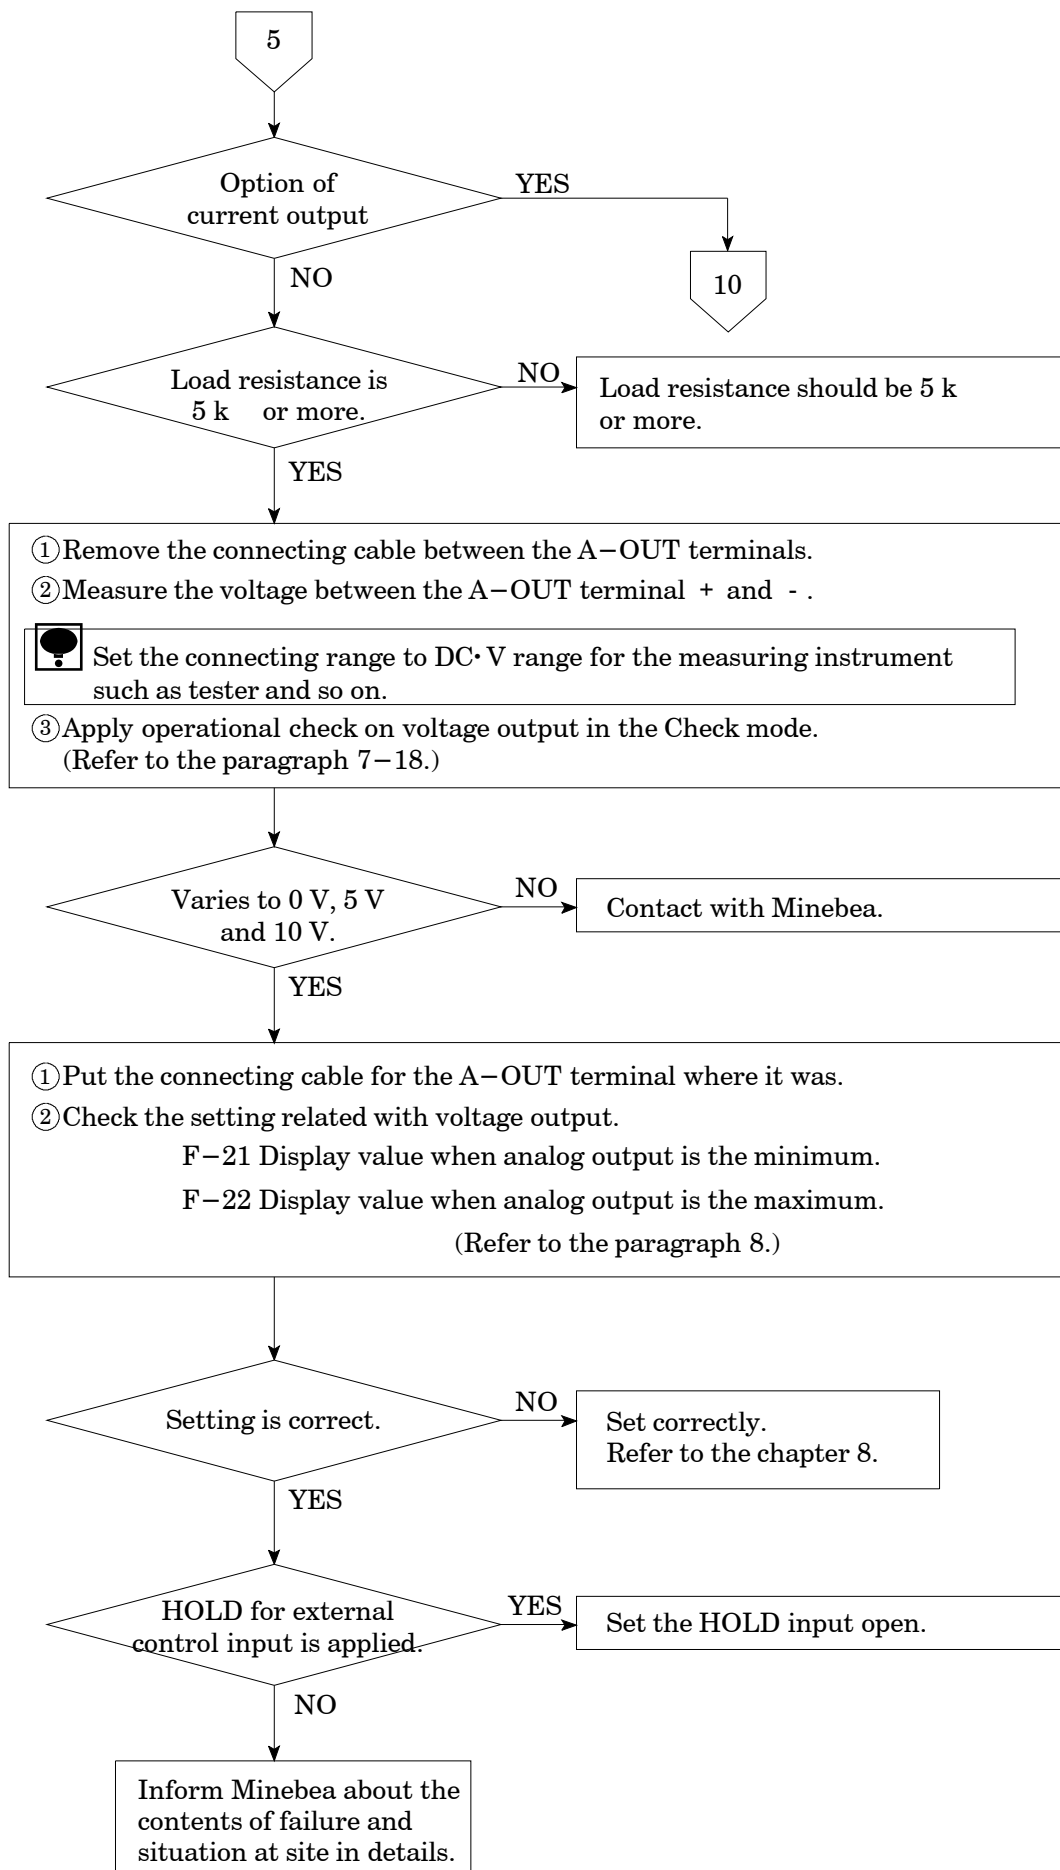 5
Option of
current output
YES
NO
10
Load resistance is
5 k or more.
NO
Load resistance should be 5 k
or more.
YES
①Remove the connecting cable between the A−OUT terminals.
②Measure the voltage between the A−OUT terminal + and - .
Set the connecting range to DC･V range for the measuring instrument
such as tester and so on.
③Apply operational check on voltage output in the Check mode.
(Refer to the paragraph 7−18.)
Varies to 0 V, 5 V
and 10 V.
NO
Contact with Minebea.
YES
①Put the connecting cable for the A−OUT terminal where it was.
②Check the setting related with voltage output.
F−21 Display value when analog output is the minimum.
F−22 Display value when analog output is the maximum.
(Refer to the paragraph 8.)
Setting is correct.
NO
Set correctly.
Refer to the chapter 8.
YES
HOLD for external
control input is applied.
YES
Set the HOLD input open.
NO
Inform Minebea about the
contents of failure and
situation at site in details.